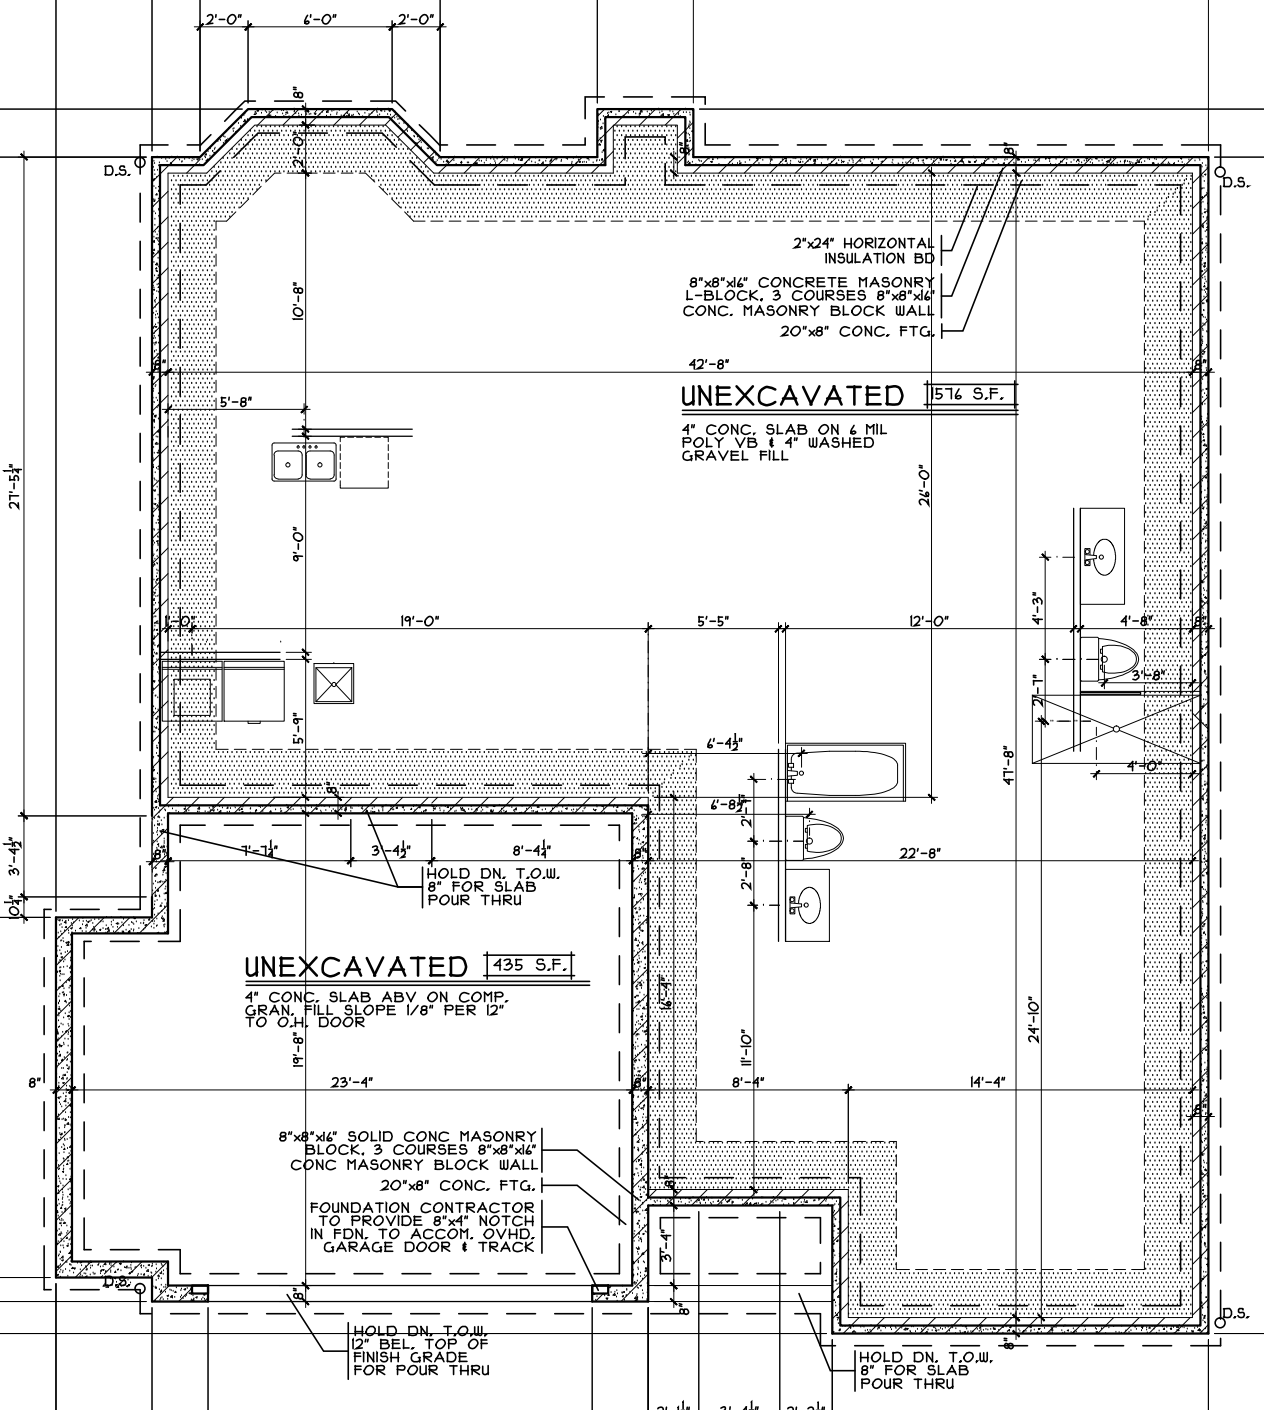 2'-0" 6'-0" 2'-0"
8"
2'-0"
8"
8"
D.S.
D.S.
2"x24" HORIZONTAL
INSULATION BD
8"x8"x16" CONCRETE MASONRY
L-BLOCK, 3 COURSES 8"x8"x16"
CONC. MASONRY BLOCK WALL
20"x8" CONC. FTG.
10'-8"
8" 42'-8" 8"
UNEXCAVATED 1576 S.F.
4" CONC. SLAB ON 6 MIL
POLY VB & 4" WASHED
GRAVEL FILL
5'-8"
27'-5½"
26'-0"
9'-0"
4'-3"
1'-0" 19'-0" 5'-5" 12'-0" 4'-8" 8"
3'-8"
2'-7"
5'-9"
6'-4½"
47'-8"
4'-0"
8"
6'-8½"
2'-1"
3'-4½"
8" 7'-7½" 3'-4½" 8'-4½" 8" 22'-8"
2'-8"
10½"
HOLD DN. T.O.W.
8" FOR SLAB
POUR THRU
UNEXCAVATED 435 S.F.
4" CONC. SLAB ABV ON COMP.
GRAN. FILL SLOPE 1/8" PER 12"
TO O.H. DOOR
16'-4"
24'-10"
19'-8"
11'-10"
8" 23'-4" 8" 8'-4" 14'-4"
8"
8"x8"x16" SOLID CONC MASONRY
BLOCK, 3 COURSES 8"x8"x16"
CONC MASONRY BLOCK WALL
20"x8" CONC. FTG.
8"
FOUNDATION CONTRACTOR
TO PROVIDE 8"x4" NOTCH
IN FDN. TO ACCOM. OVHD.
GARAGE DOOR & TRACK
3'-4"
D.S.
8"
8"
D.S.
HOLD DN. T.O.W.
12" BEL. TOP OF
FINISH GRADE
FOR POUR THRU
8"
HOLD DN. T.O.W.
8" FOR SLAB
POUR THRU